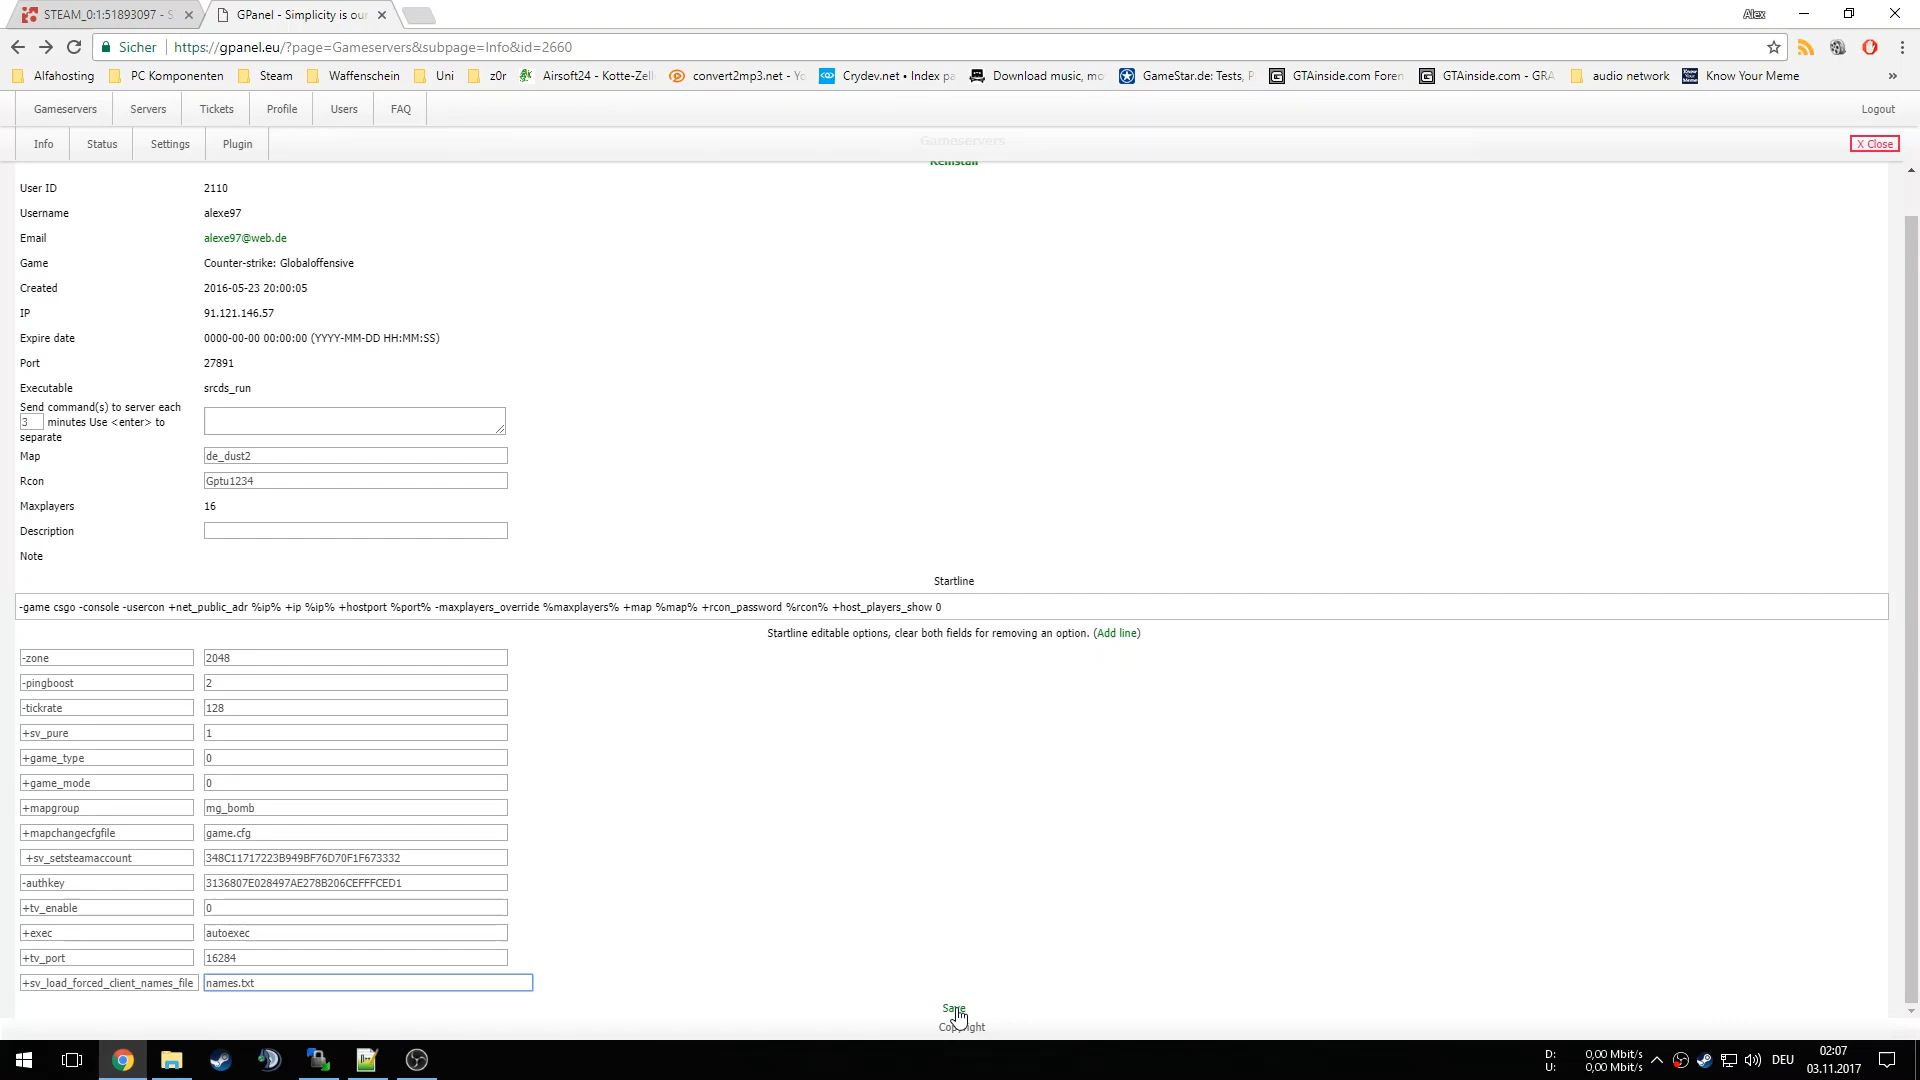 STEAM_0:1:51893097 - S
GPanel - Simplicity is our
Alex
Sicher
https://gpanel.eu/?page=Gameservers&subpage=Info&id=2660
Alfahosting
PC Komponenten
Steam
Waffenschein
Uni
z0r
Airsoft24 - Kotte-Zell
convert2mp3.net - Yo
Crydev.net • Index pa
Download music, mo
GameStar.de: Tests, P
GTAinside.com Foren
GTAinside.com - GRA
audio network
Know Your Meme
»
Gameservers
Servers
Tickets
Profile
Users
FAQ
Logout
Info
Status
Settings
Plugin
Gameservers
X Close
Reinstall
User ID 2110
Username alexe97
Email alexe97@web.de
Game Counter-strike: Globaloffensive
Created 2016-05-23 20:00:05
IP 91.121.146.57
Expire date 0000-00-00 00:00:00 (YYYY-MM-DD HH:MM:SS)
Port 27891
Executable srcds_run
Send command(s) to server each
3 minutes Use <enter> to
separate
Map de_dust2
Rcon Gptu1234
Maxplayers 16
Description
Note
Startline
-game csgo -console -usercon +net_public_adr %ip% +ip %ip% +hostport %port% -maxplayers_override %maxplayers% +map %map% +rcon_password %rcon% +host_players_show 0
Startline editable options, clear both fields for removing an option. (Add line)
-zone 2048
-pingboost 2
-tickrate 128
+sv_pure 1
+game_type 0
+game_mode 0
+mapgroup mg_bomb
+mapchangecfgfile game.cfg
+sv_setsteamaccount 348C11717223B949BF76D70F1F673332
-authkey 3136807E028497AE278B206CEFFFCED1
+tv_enable 0
+exec autoexec
+tv_port 16284
+sv_load_forced_client_names_file names.txt
Save
Copyright
D: 0,00 Mbit/s
U: 0,00 Mbit/s
DEU
02:07
03.11.2017